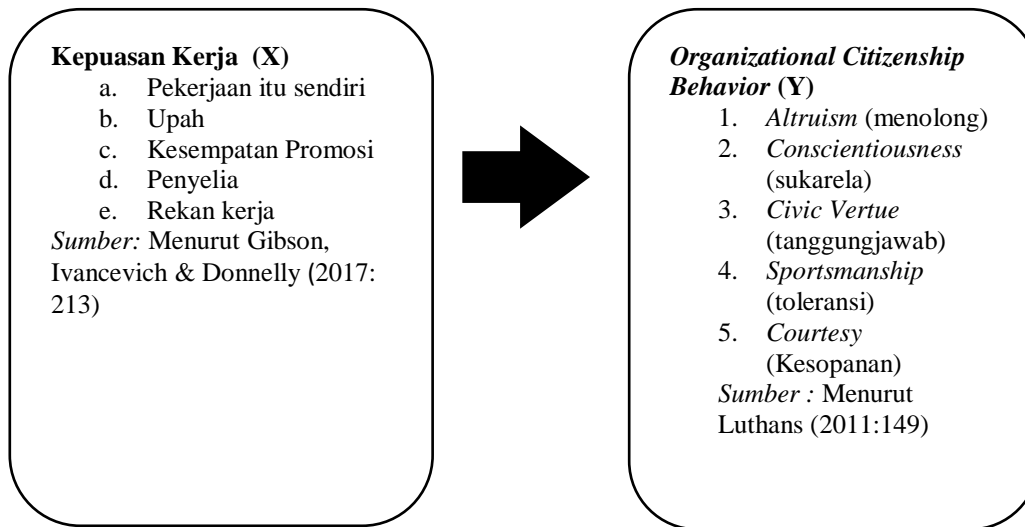 Kepuasan Kerja (X)
a. Pekerjaan itu sendiri
b. Upah
c. Kesempatan Promosi
d. Penyelia
e. Rekan kerja
Sumber: Menurut Gibson,
Ivancevich & Donnelly (2017:
213)
Organizational Citizenship
Behavior (Y)
1. Altruism (menolong)
2. Conscientiousness
(sukarela)
3. Civic Vertue
(tanggungjawab)
4. Sportsmanship
(toleransi)
5. Courtesy
(Kesopanan)
Sumber : Menurut
Luthans (2011:149)